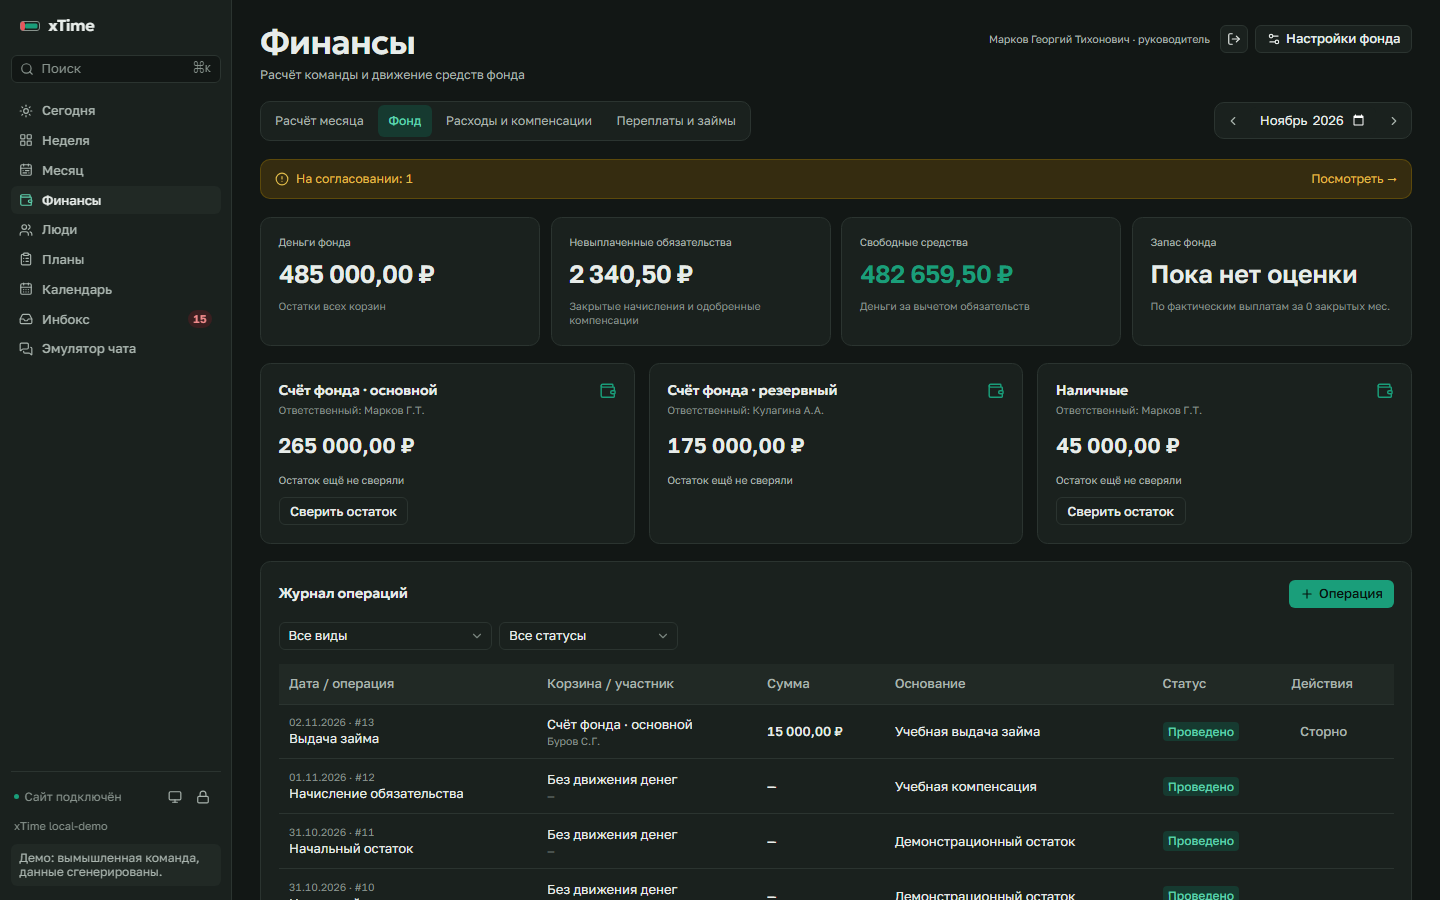 xTime
Поиск
⌘K
Сегодня
Неделя
Месяц
Финансы
Люди
Планы
Календарь
Инбокс
15
Эмулятор чата
Сайт подключён
xTime local-demo
Демо: вымышленная команда,
данные сгенерированы.
Финансы
Расчёт команды и движение средств фонда
Марков Георгий Тихонович · руководитель
Настройки фонда
Расчёт месяца
Фонд
Расходы и компенсации
Переплаты и займы
Ноябрь 2026
На согласовании: 1
Посмотреть →
Деньги фонда
485 000,00 ₽
Остатки всех корзин
Невыплаченные обязательства
2 340,50 ₽
Закрытые начисления и одобренные
компенсации
Свободные средства
482 659,50 ₽
Деньги за вычетом обязательств
Запас фонда
Пока нет оценки
По фактическим выплатам за 0 закрытых мес.
Счёт фонда · основной
Ответственный: Марков Г.Т.
265 000,00 ₽
Остаток ещё не сверяли
Сверить остаток
Счёт фонда · резервный
Ответственный: Кулагина А.А.
175 000,00 ₽
Остаток ещё не сверяли
Наличные
Ответственный: Марков Г.Т.
45 000,00 ₽
Остаток ещё не сверяли
Сверить остаток
Журнал операций
+ Операция
Все виды
Все статусы
Дата / операция
Корзина / участник
Сумма
Основание
Статус
Действия
02.11.2026 · #13
Выдача займа
Счёт фонда · основной
Буров С.Г.
15 000,00 ₽
Учебная выдача займа
Проведено
Сторно
01.11.2026 · #12
Начисление обязательства
Без движения денег
—
—
Учебная компенсация
Проведено
31.10.2026 · #11
Начальный остаток
Без движения денег
—
—
Демонстрационный остаток
Проведено
31.10.2026 · #10
Без движения денег
—
Демонстрационный остаток
Проведено